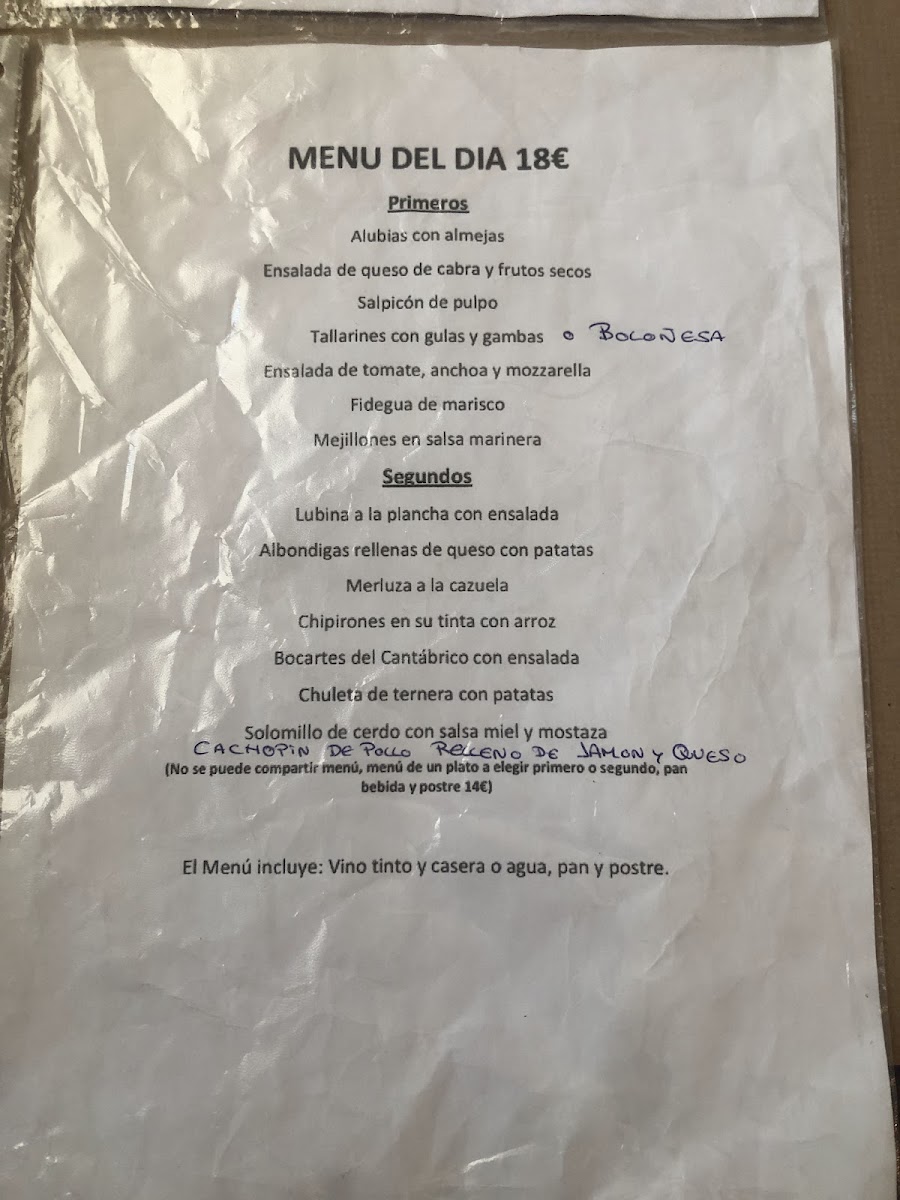 MENU DEL DIA 18€
Primeros
Alubias con almejas
Ensalada de queso de cabra y frutos secos
Salpicón de pulpo
Tallarines con gulas y gambas o BOLOÑESA
Ensalada de tomate, anchoa y mozzarella
Fidegua de marisco
Mejillones en salsa marinera
Segundos
Lubina a la plancha con ensalada
Albondigas rellenas de queso con patatas
Merluza a la cazuela
Chipirones en su tinta con arroz
Bocartes del Cantábrico con ensalada
Chuleta de ternera con patatas
Solomillo de cerdo con salsa miel y mostaza
CACHOPIN DE POLLO RELLENO DE JAMON Y QUESO
(No se puede compartir menú, menú de un plato a elegir primero o segundo, pan
bebida y postre 14€)
El Menú incluye: Vino tinto y casera o agua, pan y postre.